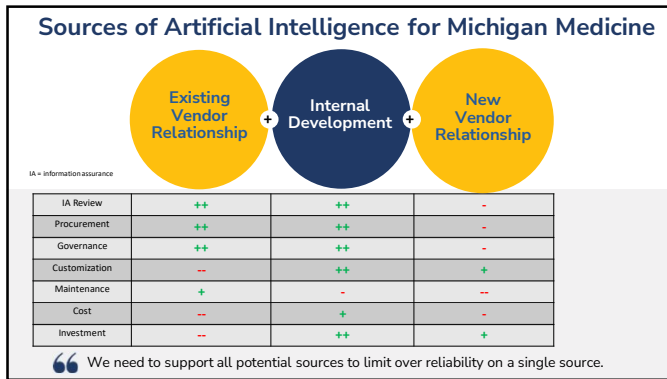 Sources of Artificial Intelligence for Michigan Medicine
Existing
Vendor
Relationship
+
Internal
Development
+
New
Vendor
Relationship
IA = information assurance
IA Review ++ ++ -
Procurement ++ ++ -
Governance ++ ++ -
Customization -- ++ +
Maintenance + - --
Cost -- + -
Investment -- ++ +
“ We need to support all potential sources to limit over reliability on a single source.